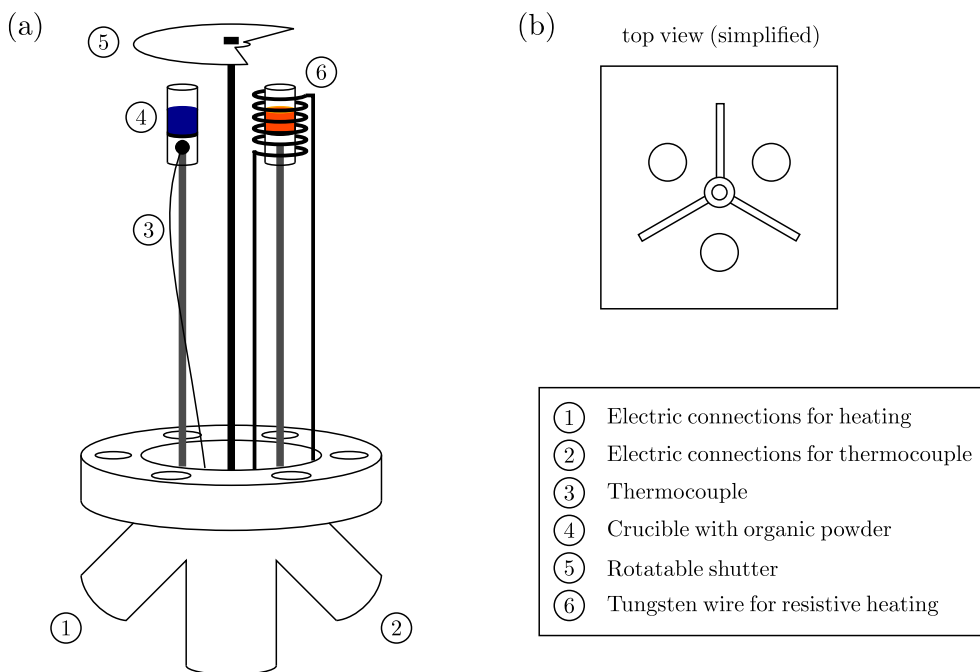 (a)
5
6
4
3
1
2
(b)
top view (simplified)
1 Electric connections for heating
2 Electric connections for thermocouple
3 Thermocouple
4 Crucible with organic powder
5 Rotatable shutter
6 Tungsten wire for resistive heating